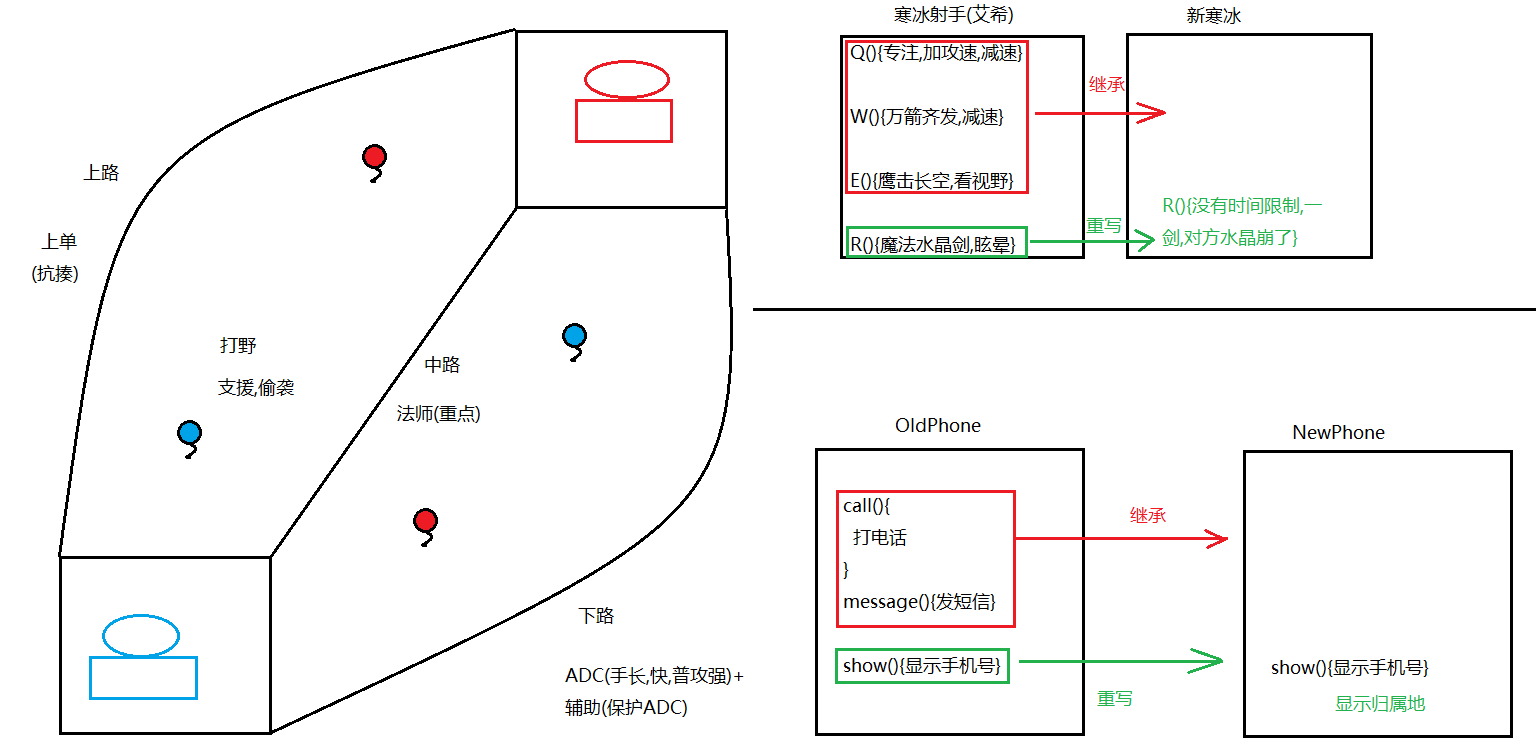 上路
上单
(抗揍)
打野
支援,偷袭
中路
法师(重点)
下路
ADC(手长,快,普攻强)+
辅助(保护ADC)
寒冰射手(艾希)
新寒冰
Q(){专注,加攻速,减速}
继承
W(){万箭齐发,减速}
E(){鹰击长空,看视野}
R(){魔法水晶剑,眩晕}
重写
R(){没有时间限制,一
剑,对方水晶崩了}
OldPhone
NewPhone
call(){
打电话
}
message(){发短信}
继承
show(){显示手机号}
重写
show(){显示手机号}
显示归属地